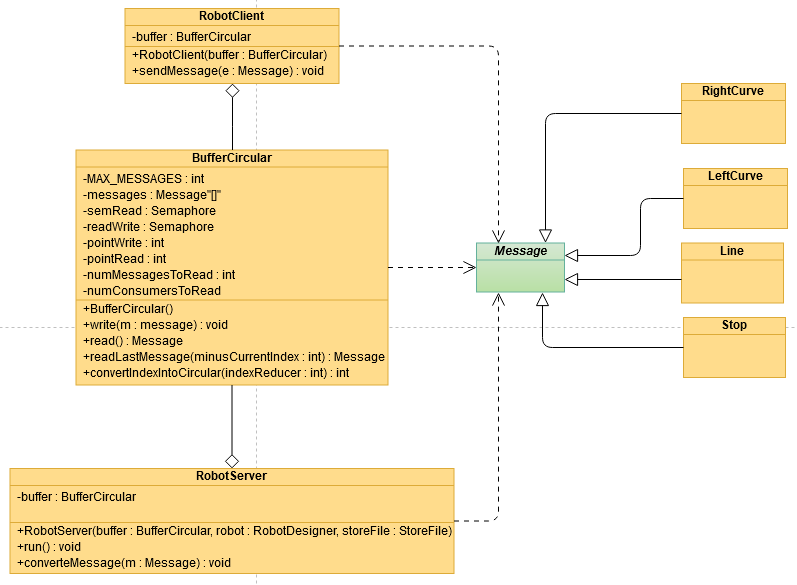 RobotClient
-buffer : BufferCircular
+RobotClient(buffer : BufferCircular)
+sendMessage(e : Message) : void
BufferCircular
-MAX_MESSAGES : int
-messages : Message"[]"
-semRead : Semaphore
-readWrite : Semaphore
-pointWrite : int
-pointRead : int
-numMessagesToRead : int
-numConsumersToRead
+BufferCircular()
+write(m : message) : void
+read() : Message
+readLastMessage(minusCurrentIndex : int) : Message
+convertIndexIntoCircular(indexReducer : int) : int
RobotServer
-buffer : BufferCircular
+RobotServer(buffer : BufferCircular, robot : RobotDesigner, storeFile : StoreFile)
+run() : void
+converteMessage(m : Message) : void
Message
RightCurve
LeftCurve
Line
Stop